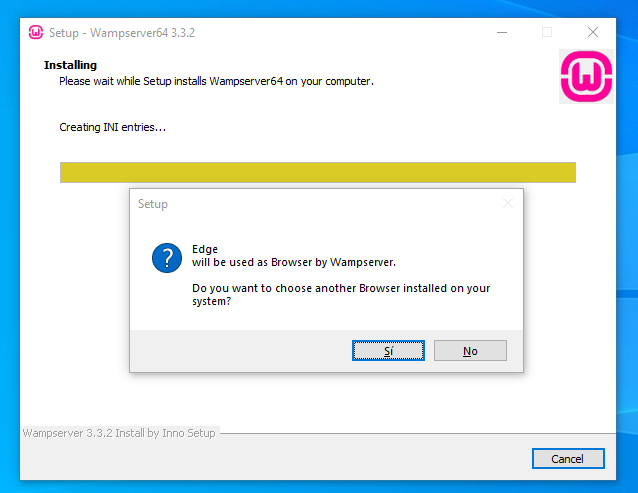 Setup - Wampserver64 3.3.2
Installing
Please wait while Setup installs Wampserver64 on your computer.
Creating INI entries...
Setup
Edge
will be used as Browser by Wampserver.
Do you want to choose another Browser installed on your
system?
Sí
No
Wampserver 3.3.2 Install by Inno Setup
Cancel